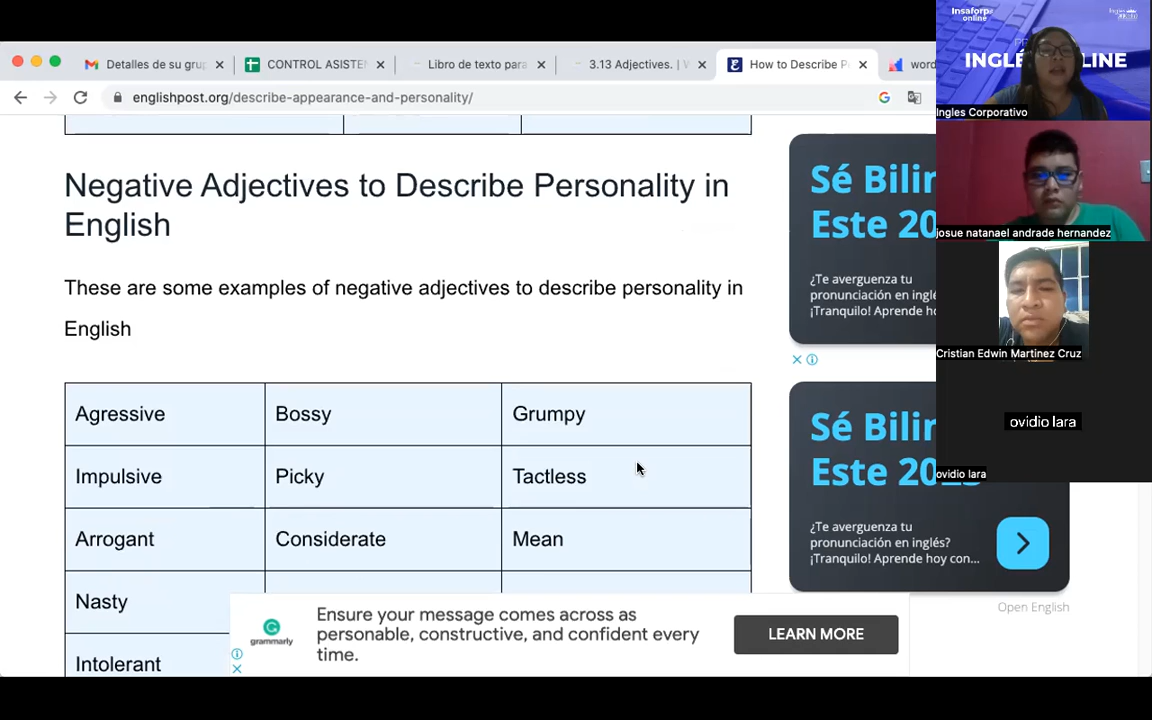 Detalles de su gru
CONTROL ASISTE
Libro de texto para
3.13 Adjectives. | W
How to Describe P
word
englishpost.org/describe-appearance-and-personality/
Negative Adjectives to Describe Personality in
English
These are some examples of negative adjectives to describe personality in
English
Agressive Bossy Grumpy
Impulsive Picky Tactless
Arrogant Considerate Mean
Nasty
Intolerant
Ensure your message comes across as
personable, constructive, and confident every
time.
grammarly
LEARN MORE
Sé Bilin
Este 20
¿Te averguenza tu
pronunciación en inglé
¡Tranquilo! Aprende ho
Sé Bilin
Este 2023
¿Te averguenza tu
pronunciación en inglés?
¡Tranquilo! Aprende hoy con...
Open English
Insaforp
online
INGLÉ LINE
Ingles Corporativo
josue natanael andrade hernandez
Cristian Edwin Martinez Cruz
ovidio lara
ovidio lara